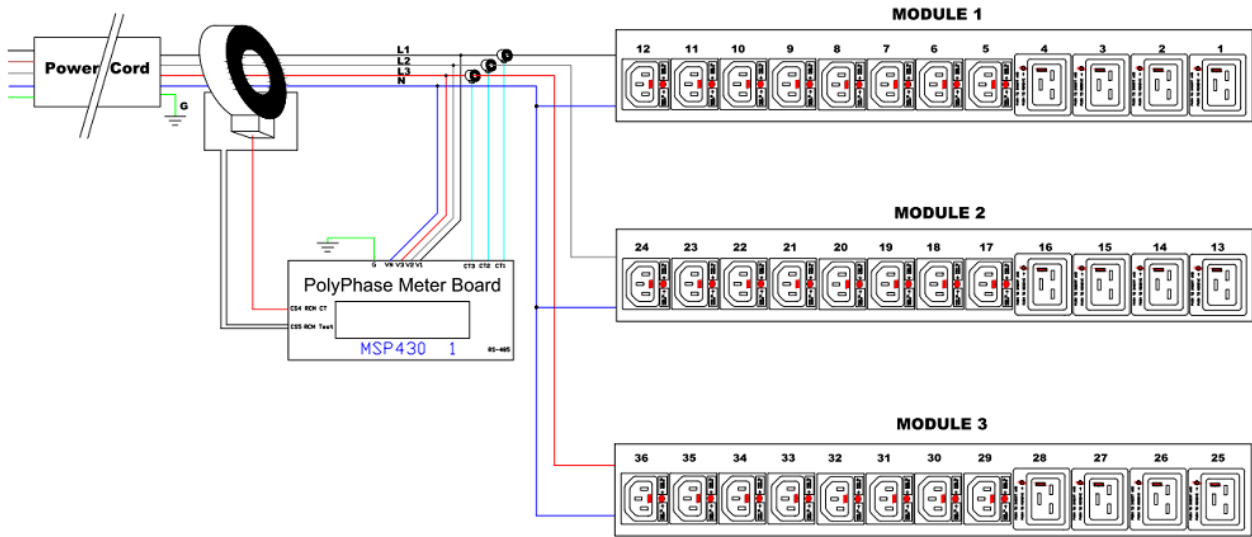 MODULE 1
12 11 10 9 8 7 6 5 4 3 2 1
Power Cord
L1
L2
L3
N
G
MODULE 2
24 23 22 21 20 19 18 17 16 15 14 13
G VN V3 V2 V1 CT3 CT2 CT1
PolyPhase Meter Board
CS4 RCM CT
CS5 RCM Test
MSP430 1
RS-485
MODULE 3
36 35 34 33 32 31 30 29 28 27 26 25